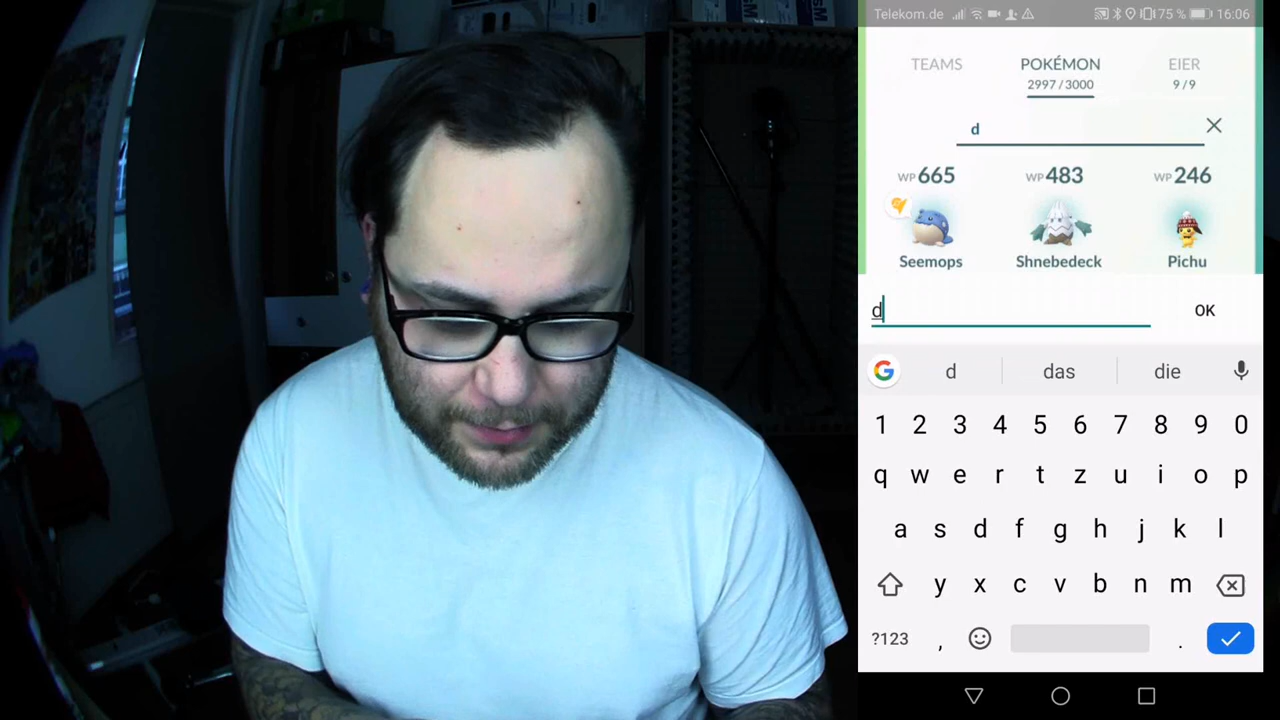 Telekom.de 75 % 16:06
TEAMS POKÉMON EIER
2997 / 3000 9 / 9
d
WP 665 WP 483 WP 246
Seemops Shnebedeck Pichu
d OK
d das die
1 2 3 4 5 6 7 8 9 0
q w e r t z u i o p
a s d f g h j k l
y x c v b n m
?123 , .